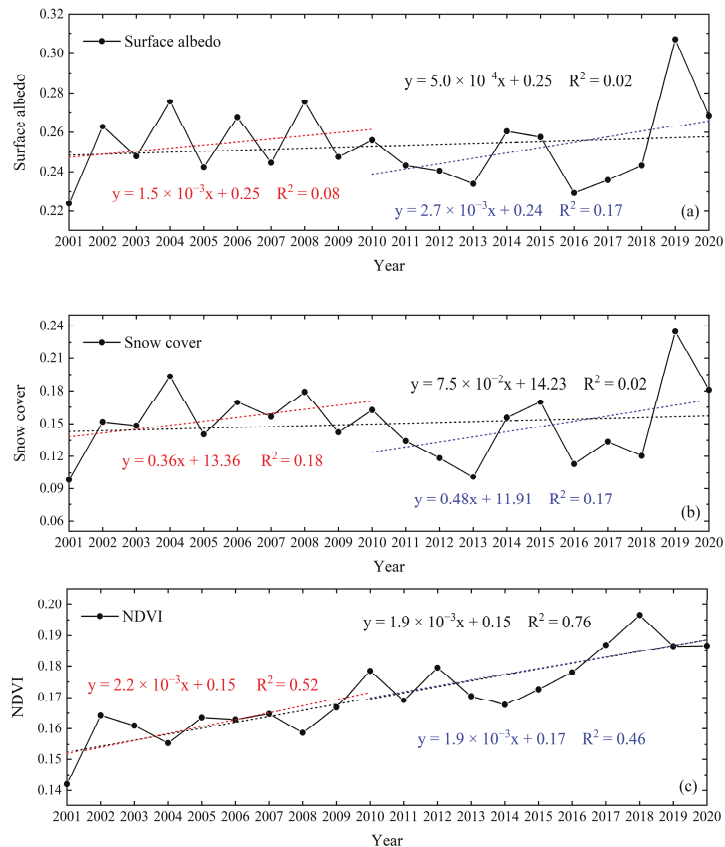 0.32
0.30
0.28
0.26
0.24
0.22
Surface albedo
Surface albedo
y = 5.0 × 10⁻⁴x + 0.25 R² = 0.02
y = 1.5 × 10⁻³x + 0.25 R² = 0.08
y = 2.7 × 10⁻³x + 0.24 R² = 0.17
(a)
2001 2002 2003 2004 2005 2006 2007 2008 2009 2010 2011 2012 2013 2014 2015 2016 2017 2018 2019 2020
Year
0.24
0.21
0.18
0.15
0.12
0.09
0.06
Snow cover
Snow cover
y = 7.5 × 10⁻²x + 14.23 R² = 0.02
y = 0.36x + 13.36 R² = 0.18
y = 0.48x + 11.91 R² = 0.17
(b)
2001 2002 2003 2004 2005 2006 2007 2008 2009 2010 2011 2012 2013 2014 2015 2016 2017 2018 2019 2020
Year
0.20
0.19
0.18
0.17
0.16
0.15
0.14
NDVI
NDVI
y = 1.9 × 10⁻³x + 0.15 R² = 0.76
y = 2.2 × 10⁻³x + 0.15 R² = 0.52
y = 1.9 × 10⁻³x + 0.17 R² = 0.46
(c)
2001 2002 2003 2004 2005 2006 2007 2008 2009 2010 2011 2012 2013 2014 2015 2016 2017 2018 2019 2020
Year